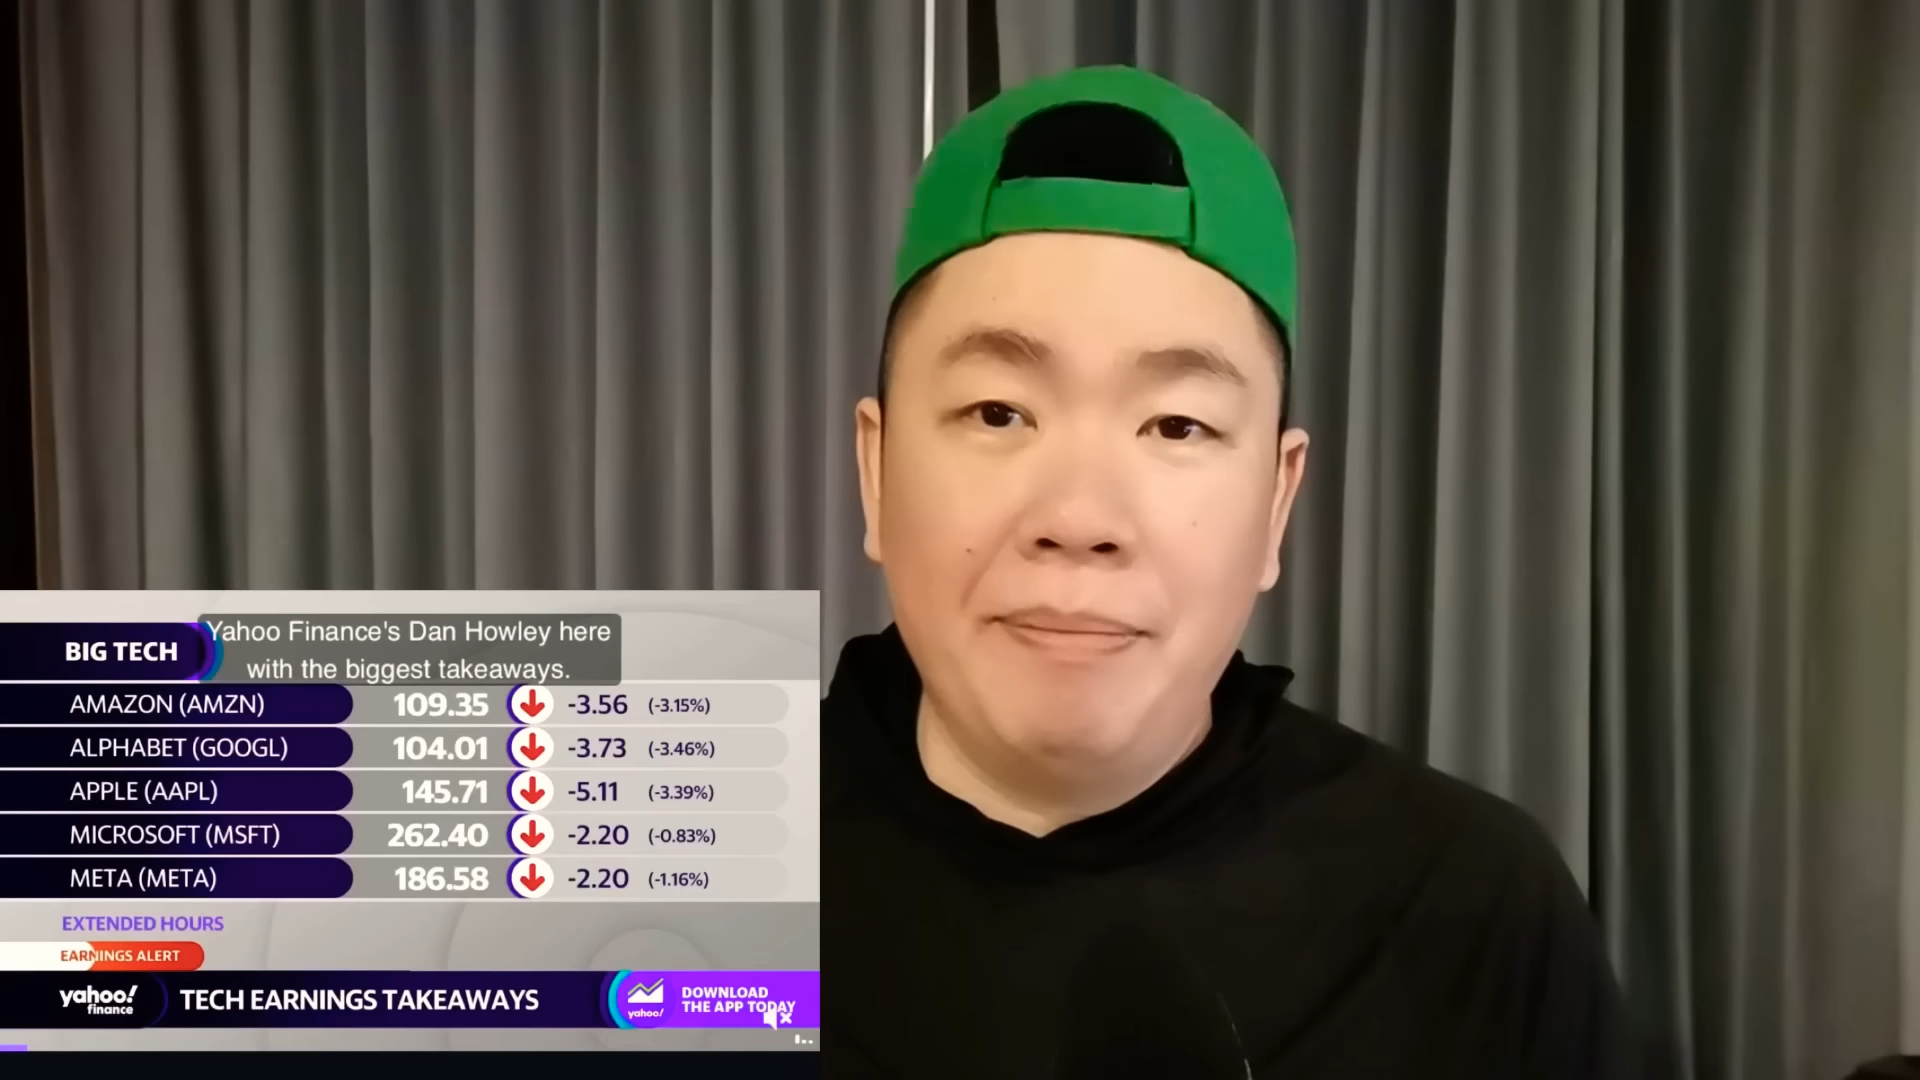 BIG TECH
Yahoo Finance's Dan Howley here
with the biggest takeaways.
AMAZON (AMZN) 109.35 -3.56 (-3.15%)
ALPHABET (GOOGL) 104.01 -3.73 (-3.46%)
APPLE (AAPL) 145.71 -5.11 (-3.39%)
MICROSOFT (MSFT) 262.40 -2.20 (-0.83%)
META (META) 186.58 -2.20 (-1.16%)
EXTENDED HOURS
EARNINGS ALERT
yahoo!
finance
TECH EARNINGS TAKEAWAYS
yahoo!
DOWNLOAD
THE APP TODAY